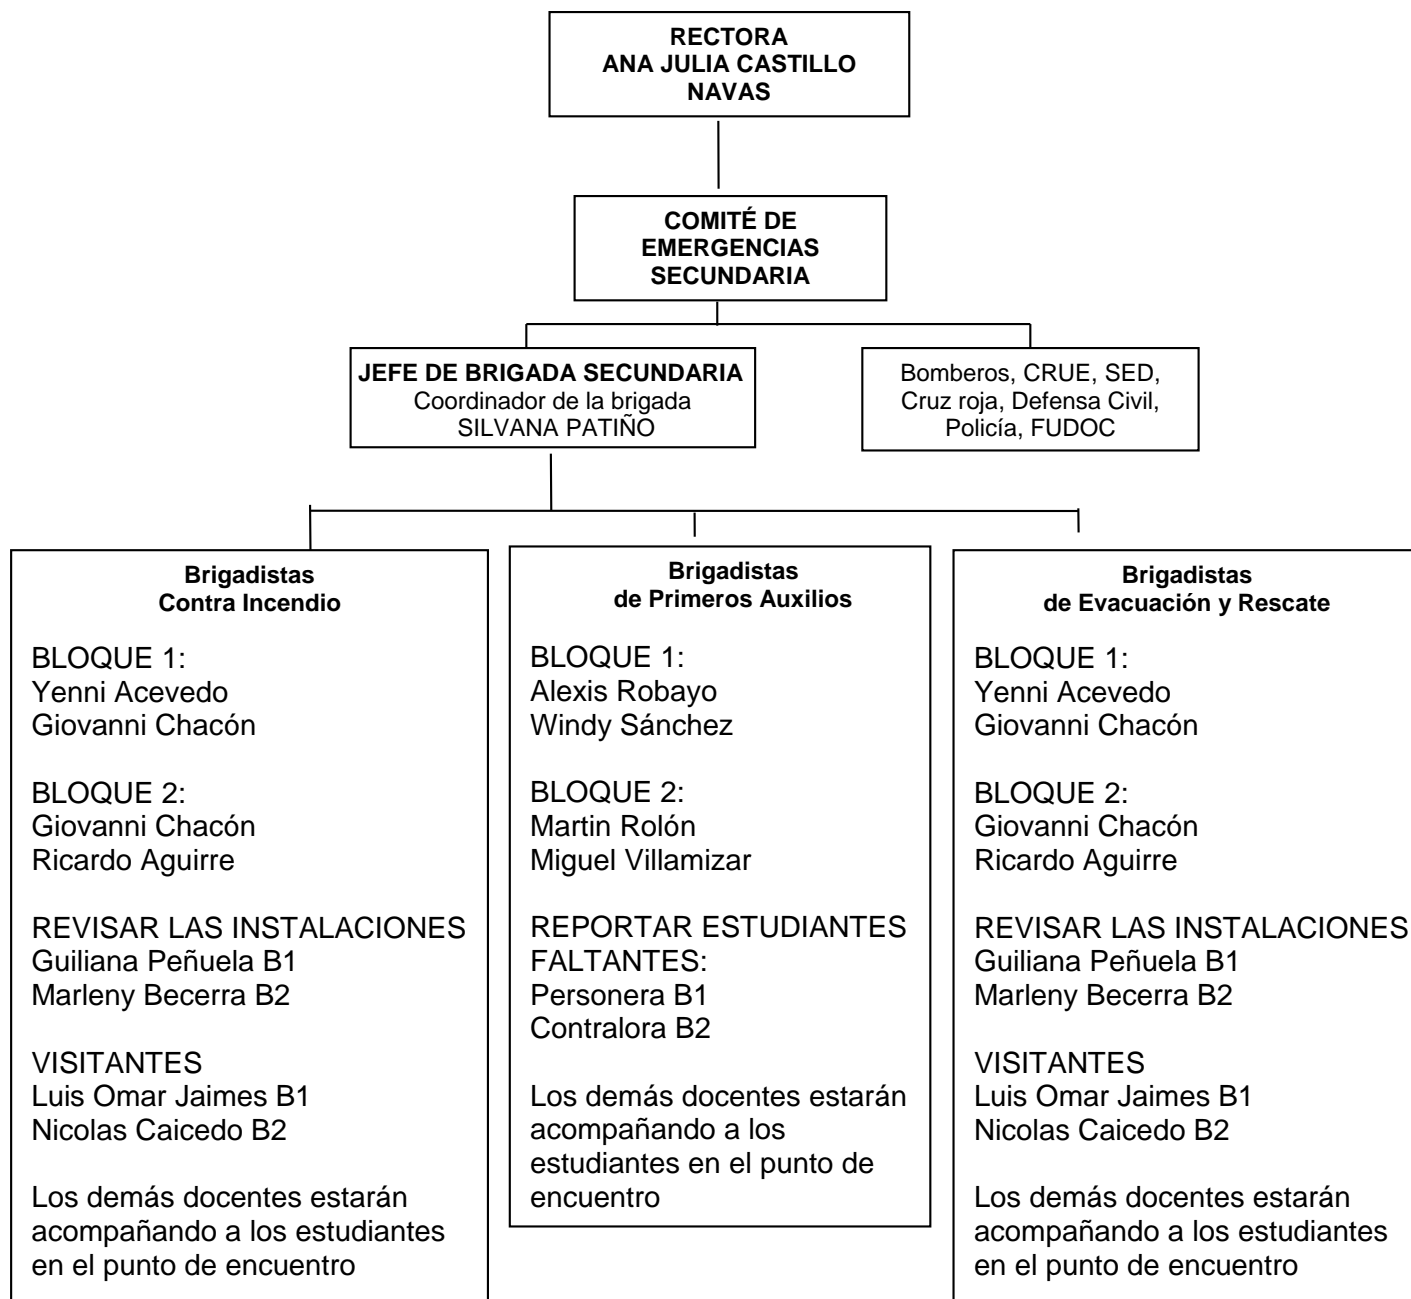 RECTORA
ANA JULIA CASTILLO
NAVAS
COMITÉ DE
EMERGENCIAS
SECUNDARIA
JEFE DE BRIGADA SECUNDARIA
Coordinador de la brigada
SILVANA PATIÑO
Bomberos, CRUE, SED,
Cruz roja, Defensa Civil,
Policía, FUDOC
Brigadistas
Contra Incendio
BLOQUE 1:
Yenni Acevedo
Giovanni Chacón
BLOQUE 2:
Giovanni Chacón
Ricardo Aguirre
REVISAR LAS INSTALACIONES
Guiliana Peñuela B1
Marleny Becerra B2
VISITANTES
Luis Omar Jaimes B1
Nicolas Caicedo B2
Los demás docentes estarán
acompañando a los estudiantes
en el punto de encuentro
Brigadistas
de Primeros Auxilios
BLOQUE 1:
Alexis Robayo
Windy Sánchez
BLOQUE 2:
Martin Rolón
Miguel Villamizar
REPORTAR ESTUDIANTES
FALTANTES:
Personera B1
Contralora B2
Los demás docentes estarán
acompañando a los
estudiantes en el punto de
encuentro
Brigadistas
de Evacuación y Rescate
BLOQUE 1:
Yenni Acevedo
Giovanni Chacón
BLOQUE 2:
Giovanni Chacón
Ricardo Aguirre
REVISAR LAS INSTALACIONES
Guiliana Peñuela B1
Marleny Becerra B2
VISITANTES
Luis Omar Jaimes B1
Nicolas Caicedo B2
Los demás docentes estarán
acompañando a los estudiantes
en el punto de encuentro